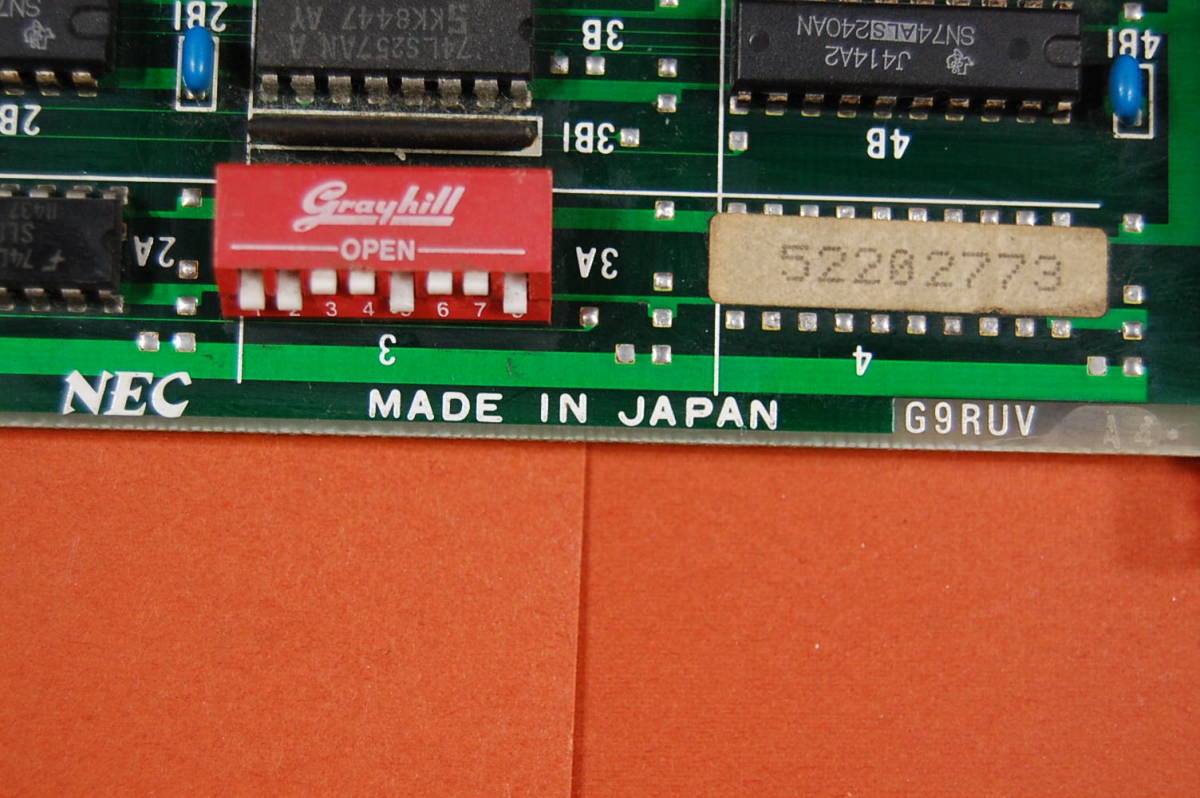 2B1
SN7
KK8447 AY
74LS257AN A
3B
J414A2
SN74ALS240AN
4B1
2B
3B1
4B
Grayhill
OPEN
1 2 3 4 5 6 7 8
2A
3A
52202773
3
4
NEC
MADE IN JAPAN
G9RUV